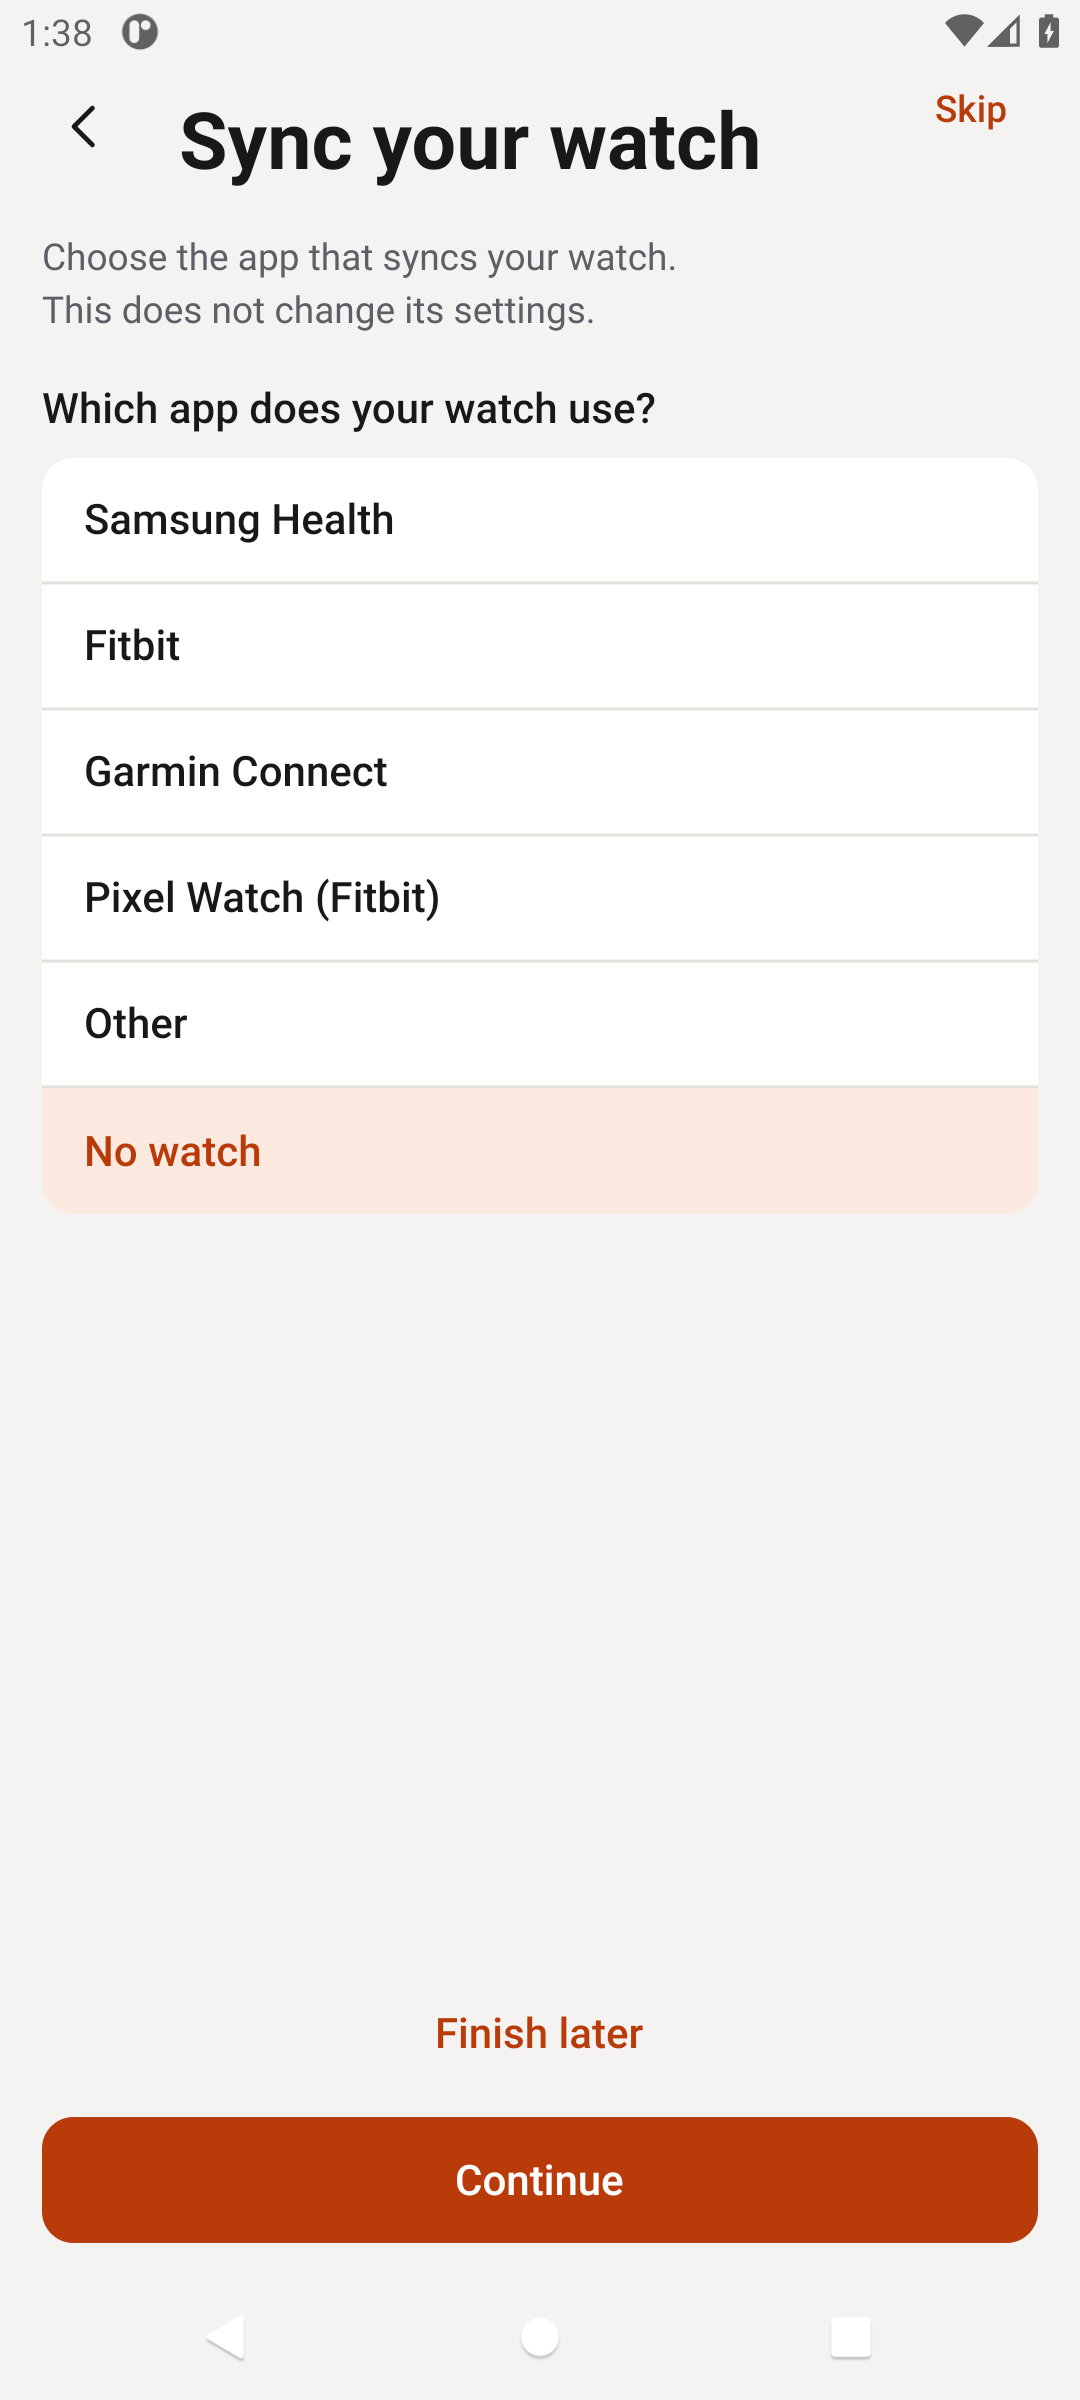 1:38
Sync your watch
Skip
Choose the app that syncs your watch.
This does not change its settings.
Which app does your watch use?
Samsung Health
Fitbit
Garmin Connect
Pixel Watch (Fitbit)
Other
No watch
Finish later
Continue